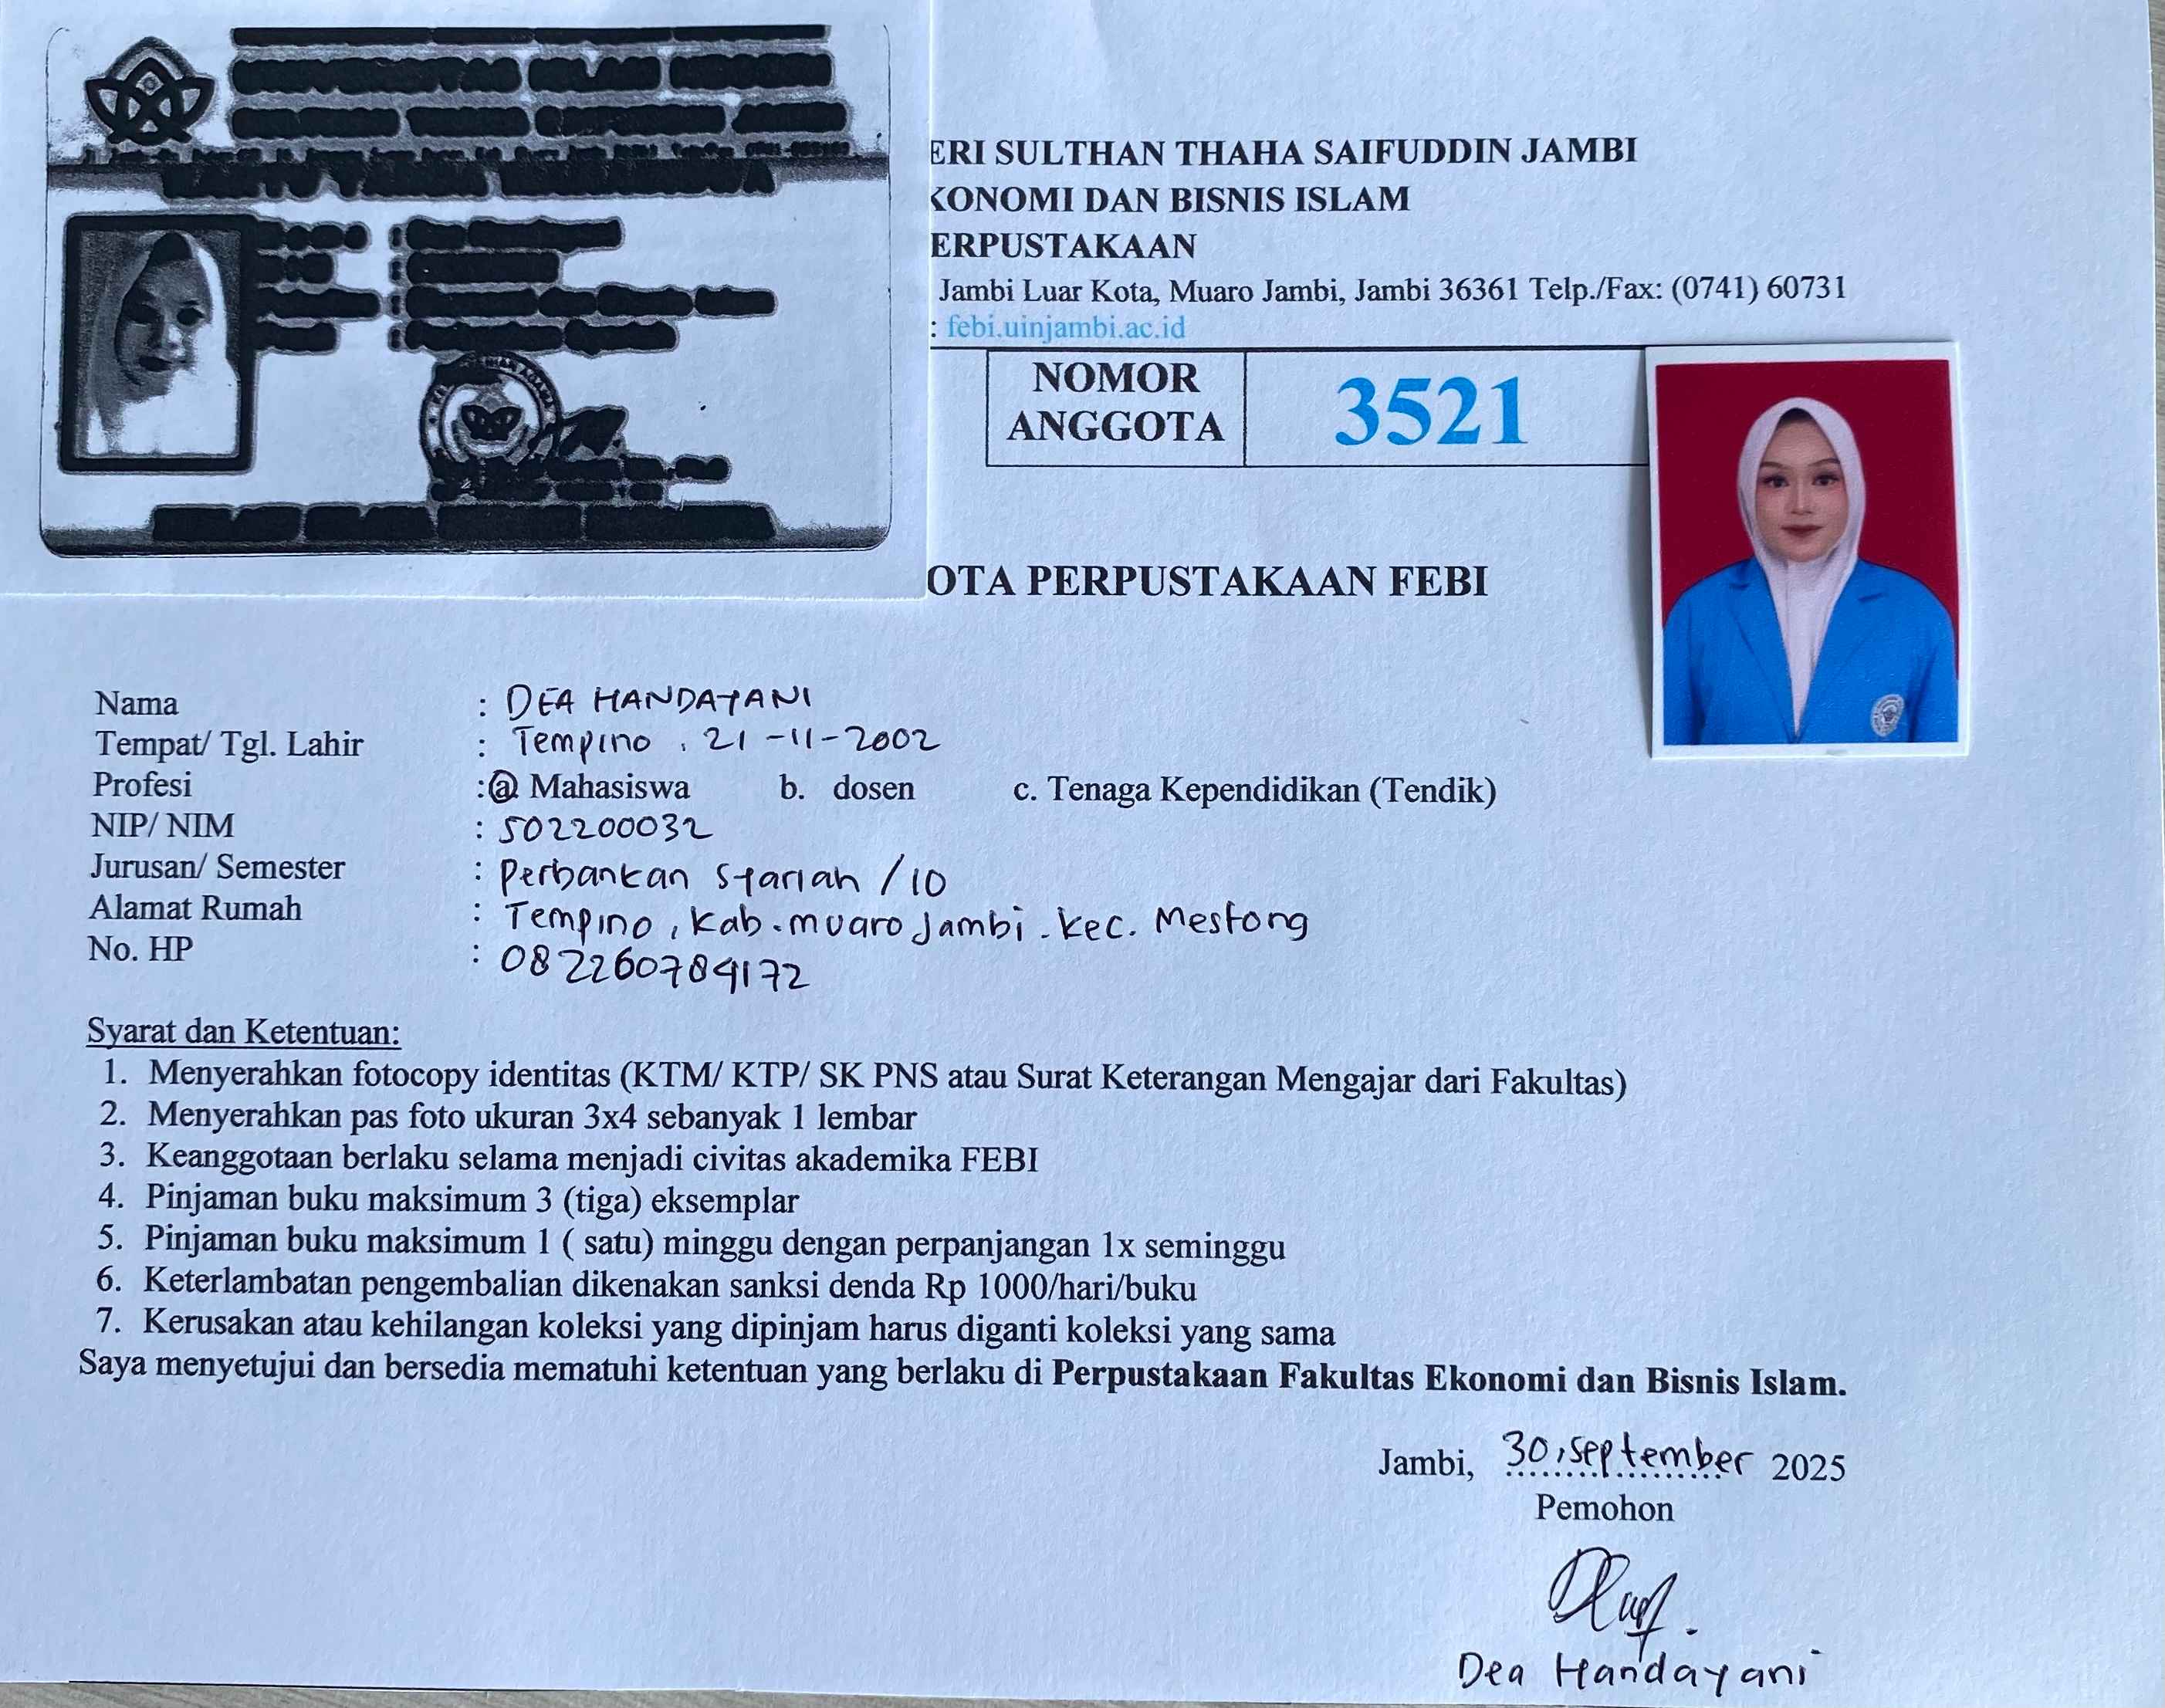 ERI SULTHAN THAHA SAIFUDDIN JAMBI
KONOMI DAN BISNIS ISLAM
ERPUSTAKAAN
Jambi Luar Kota, Muaro Jambi, Jambi 36361 Telp./Fax: (0741) 60731
: febi.uinjambi.ac.id
NOMOR ANGGOTA 3521
OTA PERPUSTAKAAN FEBI
Nama : DEA HANDAYANI
Tempat/ Tgl. Lahir : Tempino, 21-11-2002
Profesi : a. Mahasiswa b. dosen c. Tenaga Kependidikan (Tendik)
NIP/ NIM : 502200032
Jurusan/ Semester : Perbankan Syariah /10
Alamat Rumah : Tempino, Kab. muaro Jambi. kec. Mestong
No. HP : 082260784172
Syarat dan Ketentuan:
1. Menyerahkan fotocopy identitas (KTM/ KTP/ SK PNS atau Surat Keterangan Mengajar dari Fakultas)
2. Menyerahkan pas foto ukuran 3x4 sebanyak 1 lembar
3. Keanggotaan berlaku selama menjadi civitas akademika FEBI
4. Pinjaman buku maksimum 3 (tiga) eksemplar
5. Pinjaman buku maksimum 1 ( satu) minggu dengan perpanjangan 1x seminggu
6. Keterlambatan pengembalian dikenakan sanksi denda Rp 1000/hari/buku
7. Kerusakan atau kehilangan koleksi yang dipinjam harus diganti koleksi yang sama
Saya menyetujui dan bersedia mematuhi ketentuan yang berlaku di Perpustakaan Fakultas Ekonomi dan Bisnis Islam.
Jambi, 30, September 2025
Pemohon
Dea Handayani